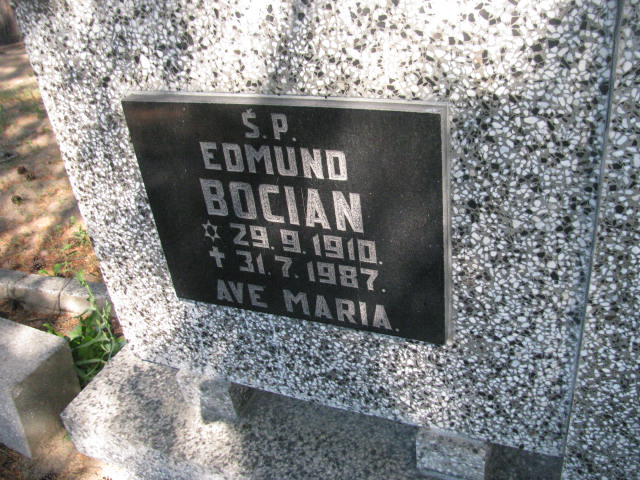 Ś.P.
EDMUND
BOCIAN
✡ 29.9.1910.
✝ 31.7.1987.
AVE MARIA.